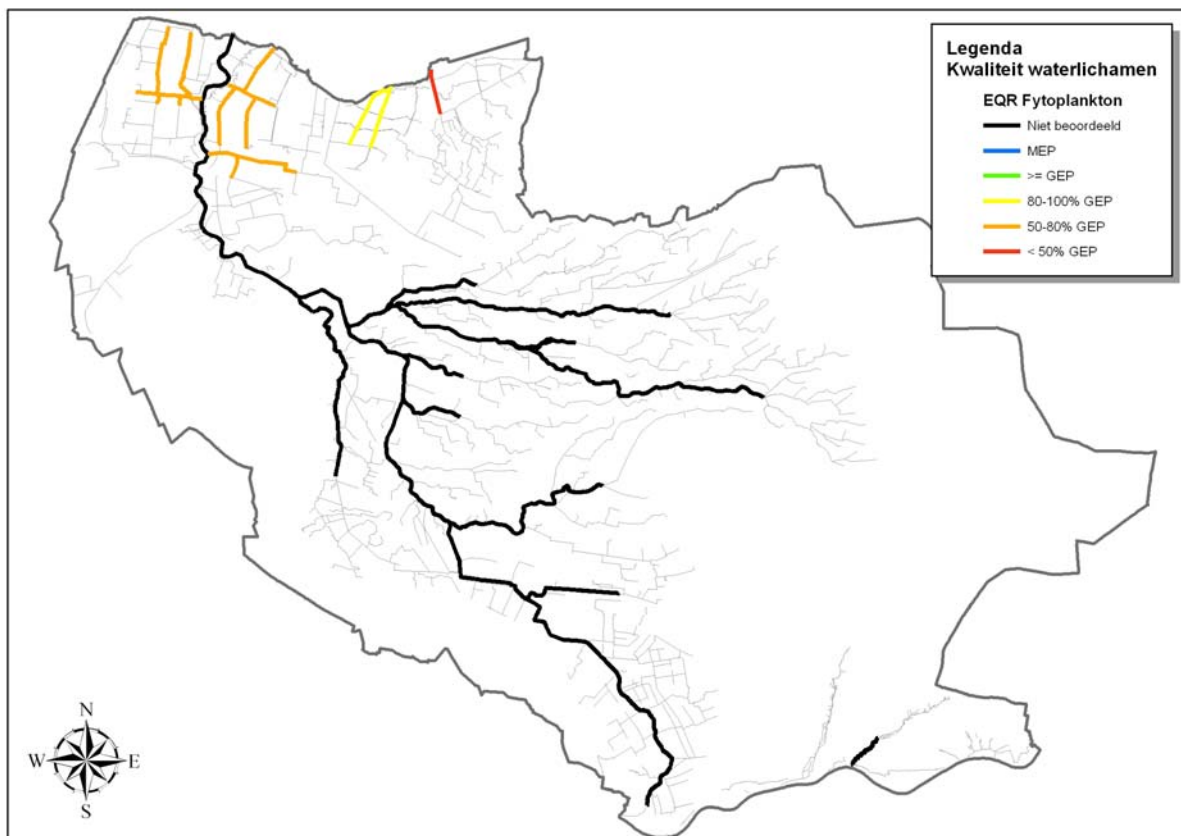 Legenda
Kwaliteit waterlichamen
EQR Fytoplankton
Niet beoordeeld
MEP
>= GEP
80-100% GEP
50-80% GEP
< 50% GEP
N
W E
S